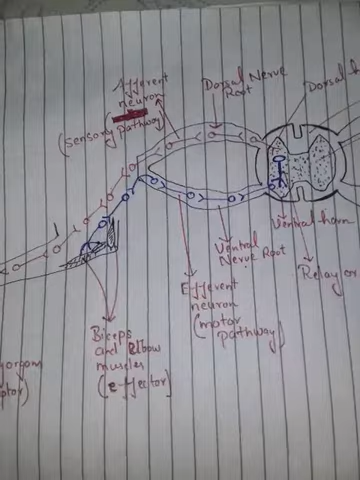 Afferent
neuron
(sensory pathway)
Dorsal Nerve
Root
Dorsal
Ventral horn
Ventral
Nerve Root
Relay or
Efferent
neuron
(motor
pathway)
Biceps
and elbow
muscles
(effector)